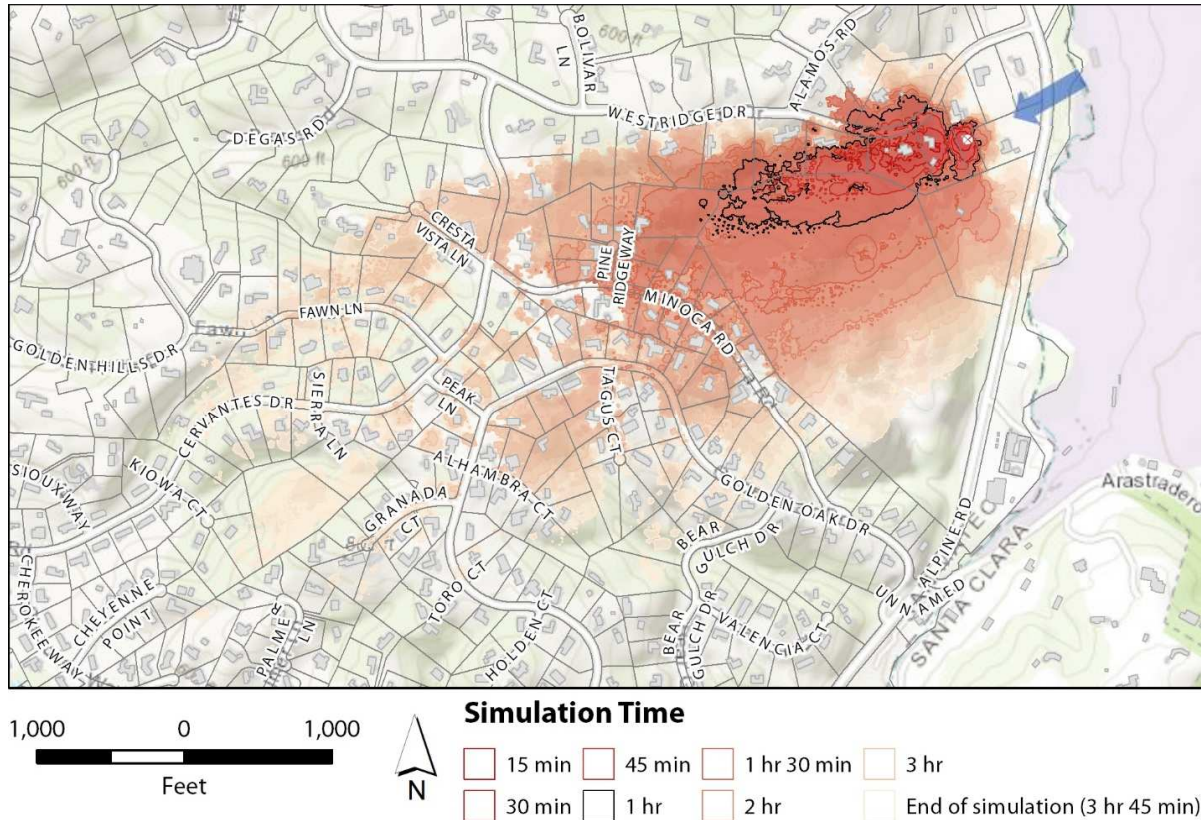 600 ft
BOLIVAR
LN
ALAMOS RD
WESTRIDGE DR
DEGAS RD
600 ft
600 ft
CRESTA
VISTA LN
PINE
RIDGEWAY
MINOCA RD
FAWN LN
GOLDEN HILLS DR
SIERRA LN
PEAK
LN
TAGUS CT
CERVANTES DR
KIOWA CT
SIOUX WAY
ALHAMBRA CT
GRANADA
CT
GOLDEN OAK DR
BEAR
GULCH DR
ALPINE RD
Arastradero
UNNAMED
SANTA CLARA
CHEROKEE WAY
CHEYENNE
POINT
PALMER
LN
TORO CT
HOLDEN CT
BEAR
GULCH DR
VALENCIA CT
1,000 0 1,000
Feet
N
Simulation Time
15 min 45 min 1 hr 30 min 3 hr
30 min 1 hr 2 hr End of simulation (3 hr 45 min)